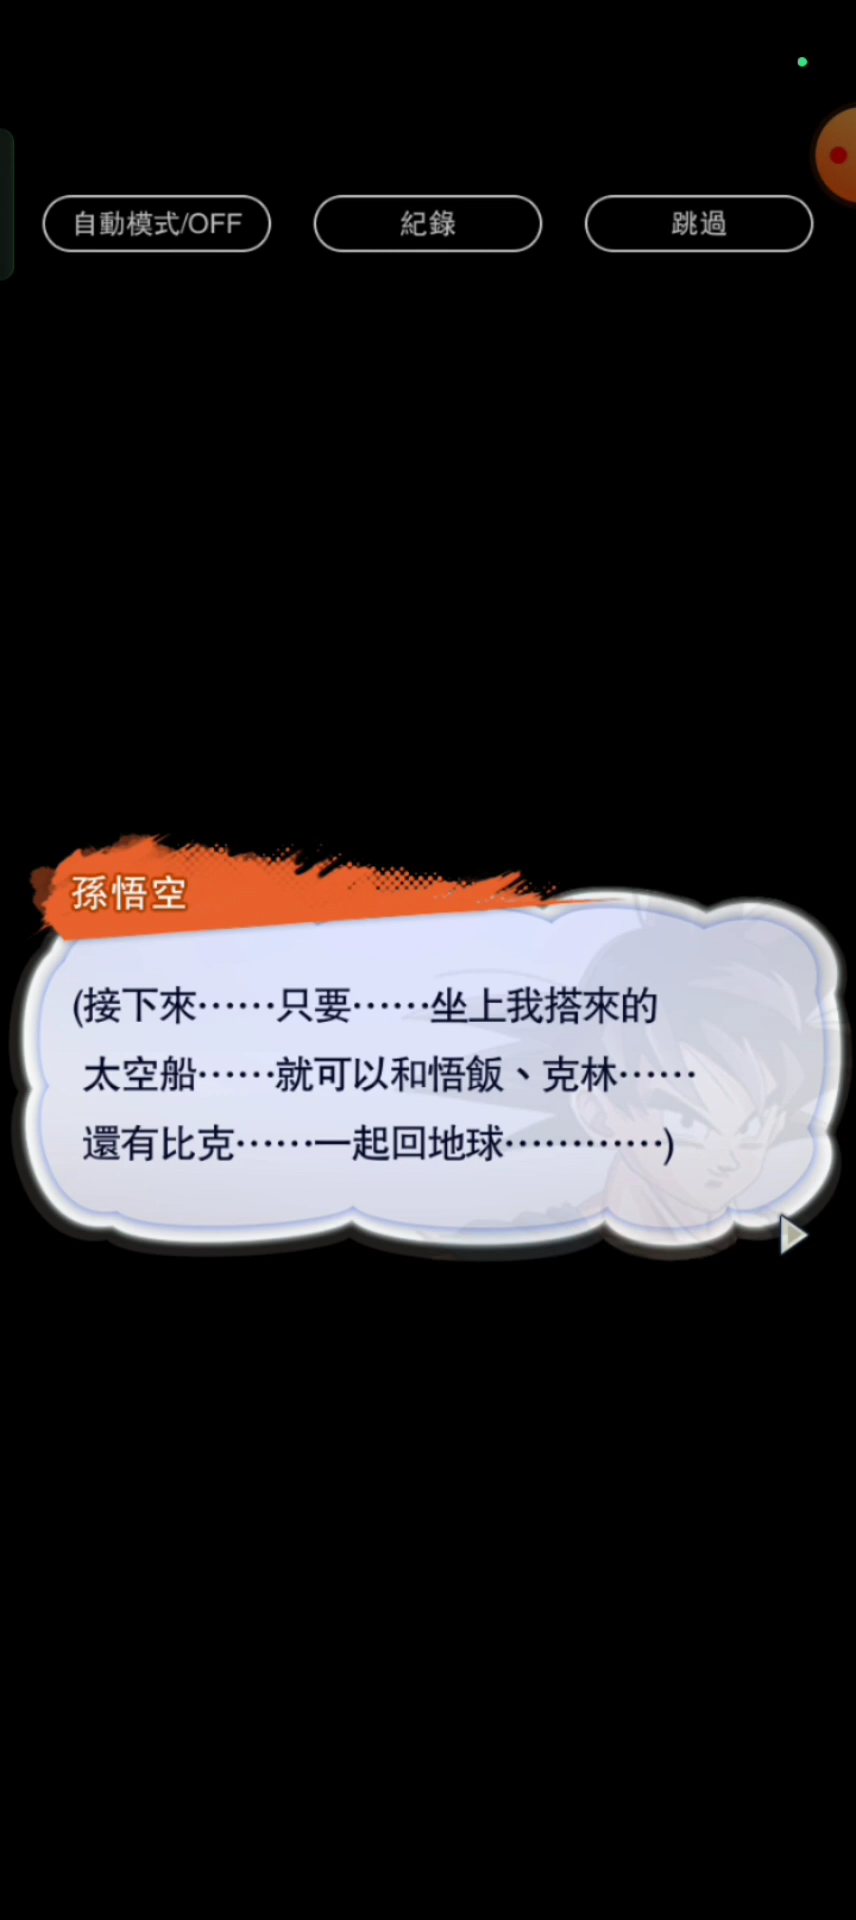 自動模式/OFF
紀錄
跳過
孫悟空
(接下來⋯⋯只要⋯⋯坐上我搭來的
太空船⋯⋯就可以和悟飯、克林⋯⋯
還有比克⋯⋯一起回地球⋯⋯⋯⋯)